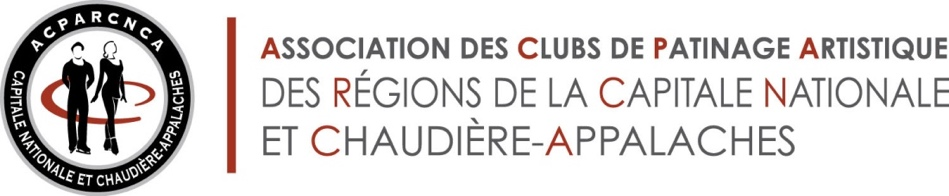 ACPARCNCA
CAPITALE NATIONALE ET CHAUDIÈRE-APPALACHES
ASSOCIATION DES CLUBS DE PATINAGE ARTISTIQUE
DES RÉGIONS DE LA CAPITALE NATIONALE
ET CHAUDIÈRE-APPALACHES